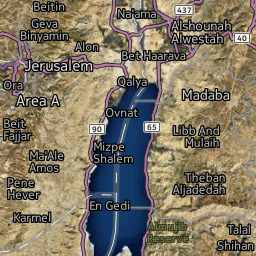 Beitin
Na'ama
437
Geva
Binyamin
Alshounah
Alwestah
40
Alon
Bet Haarava
Jerusalem
Qalya
Ora
Area A
Ovnat
Madaba
Beit
Fajjar
90
65
Libb And
Mulaih
Mizpe
Shalem
Ma'Ale
Amos
Pene
Hever
Theban
Aljadedah
Karmel
En Gedi
Almujib
Reserve
Talal
Shihan